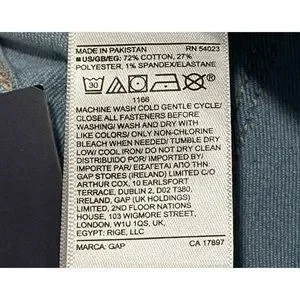 MADE IN PAKISTAN RN 54023
•US/GB/EG: 72% COTTON, 27%
POLYESTER, 1% SPANDEX/ELASTANE
30
1166
MACHINE WASH COLD GENTLE CYCLE/
CLOSE ALL FASTENERS BEFORE
WASHING/ WASH AND DRY WITH
LIKE COLORS/ ONLY NON-CHLORINE
BLEACH WHEN NEEDED/ TUMBLE DRY
LOW/ COOL IRON/ DO NOT DRY CLEAN
DISTRIBUIDO POR/ IMPORTED BY/
IMPORTE PAR/ ΕΙΣΑΓΕΤΑΙ ΑΠΟ ΤΗΝ:
GAP STORES (IRELAND) LIMITED C/O
ARTHUR COX, 10 EARLSFORT
TERRACE, DUBLIN 2, D02 T380,
IRELAND, GAP (UK HOLDINGS)
LIMITED, 2ND FLOOR NATIONS
HOUSE, 103 WIGMORE STREET,
LONDON, W1U 1QS, UK,
EGYPT: RIGE, LLC
MARCA: GAP CA 17897